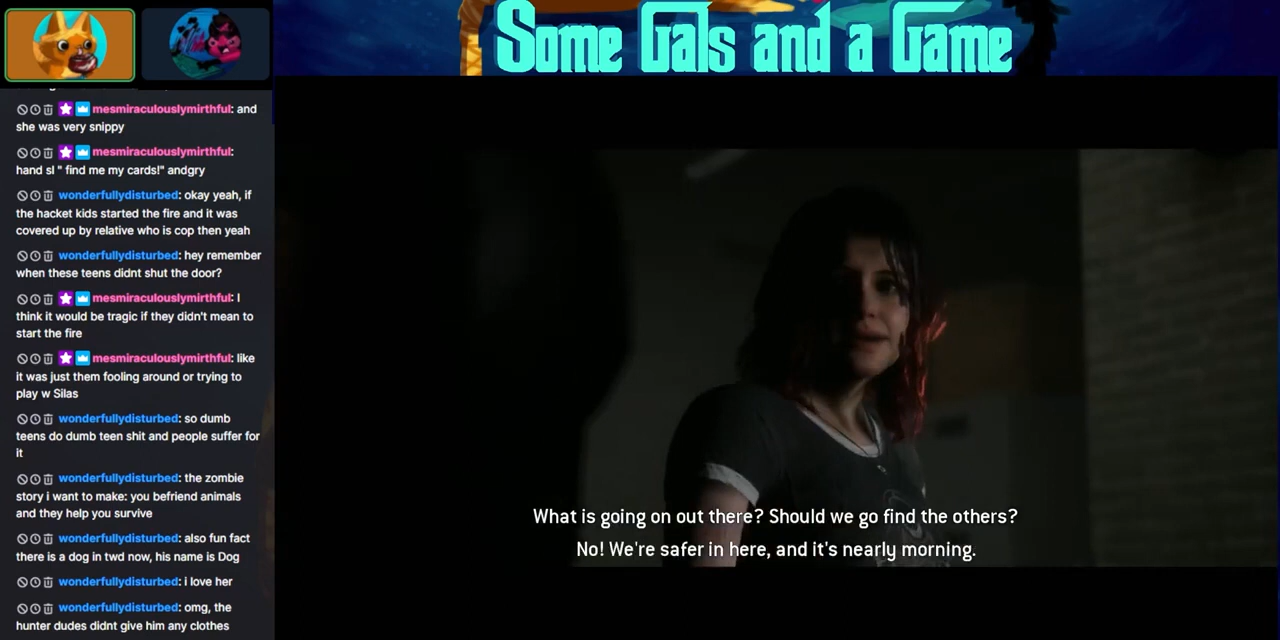 Some Gals and a Game
mesmiraculouslymirthful: and
she was very snippy
mesmiraculouslymirthful:
hand sl " find me my cards!" andgry
wonderfullydisturbed: okay yeah, if
the hacket kids started the fire and it was
covered up by relative who is cop then yeah
wonderfullydisturbed: hey remember
when these teens didnt shut the door?
mesmiraculouslymirthful: I
think it would be tragic if they didn't mean to
start the fire
mesmiraculouslymirthful: like
it was just them fooling around or trying to
play w Silas
wonderfullydisturbed: so dumb
teens do dumb teen shit and people suffer for
it
wonderfullydisturbed: the zombie
story i want to make: you befriend animals
and they help you survive
wonderfullydisturbed: also fun fact
there is a dog in twd now, his name is Dog
wonderfullydisturbed: i love her
wonderfullydisturbed: omg, the
hunter dudes didnt give him any clothes
What is going on out there? Should we go find the others?
No! We're safer in here, and it's nearly morning.